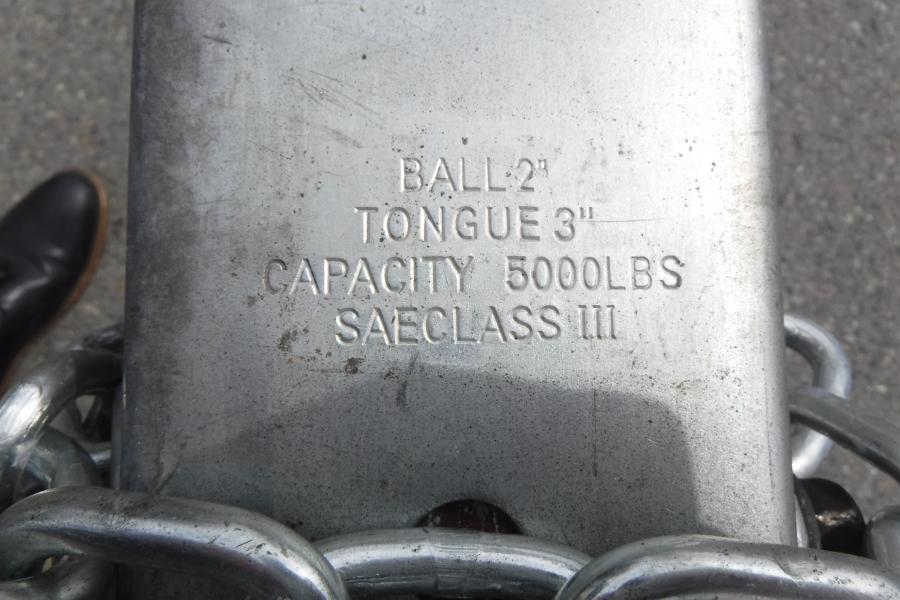 BALL 2"
TONGUE 3"
CAPACITY 5000LBS
SAECLASS III